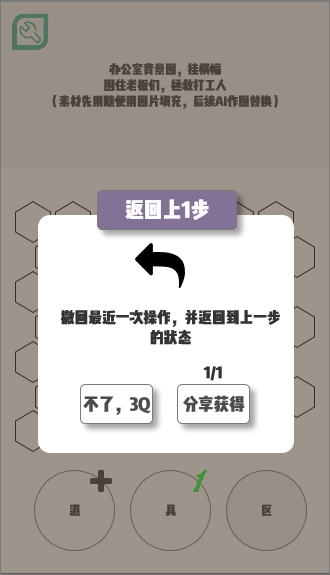 办公室背景图，挂横幅
困住老板们，拯救打工人
（素材先用随便用图片填充，后续AI作图替换）
返回上1步
撤回最近一次操作，并返回到上一步
的状态
1/1
不了，3Q
分享获得
道
1
具
区